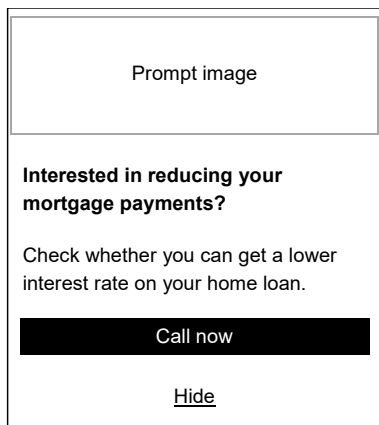 Prompt image
Interested in reducing your
mortgage payments?
Check whether you can get a lower
interest rate on your home loan.
Call now
Hide